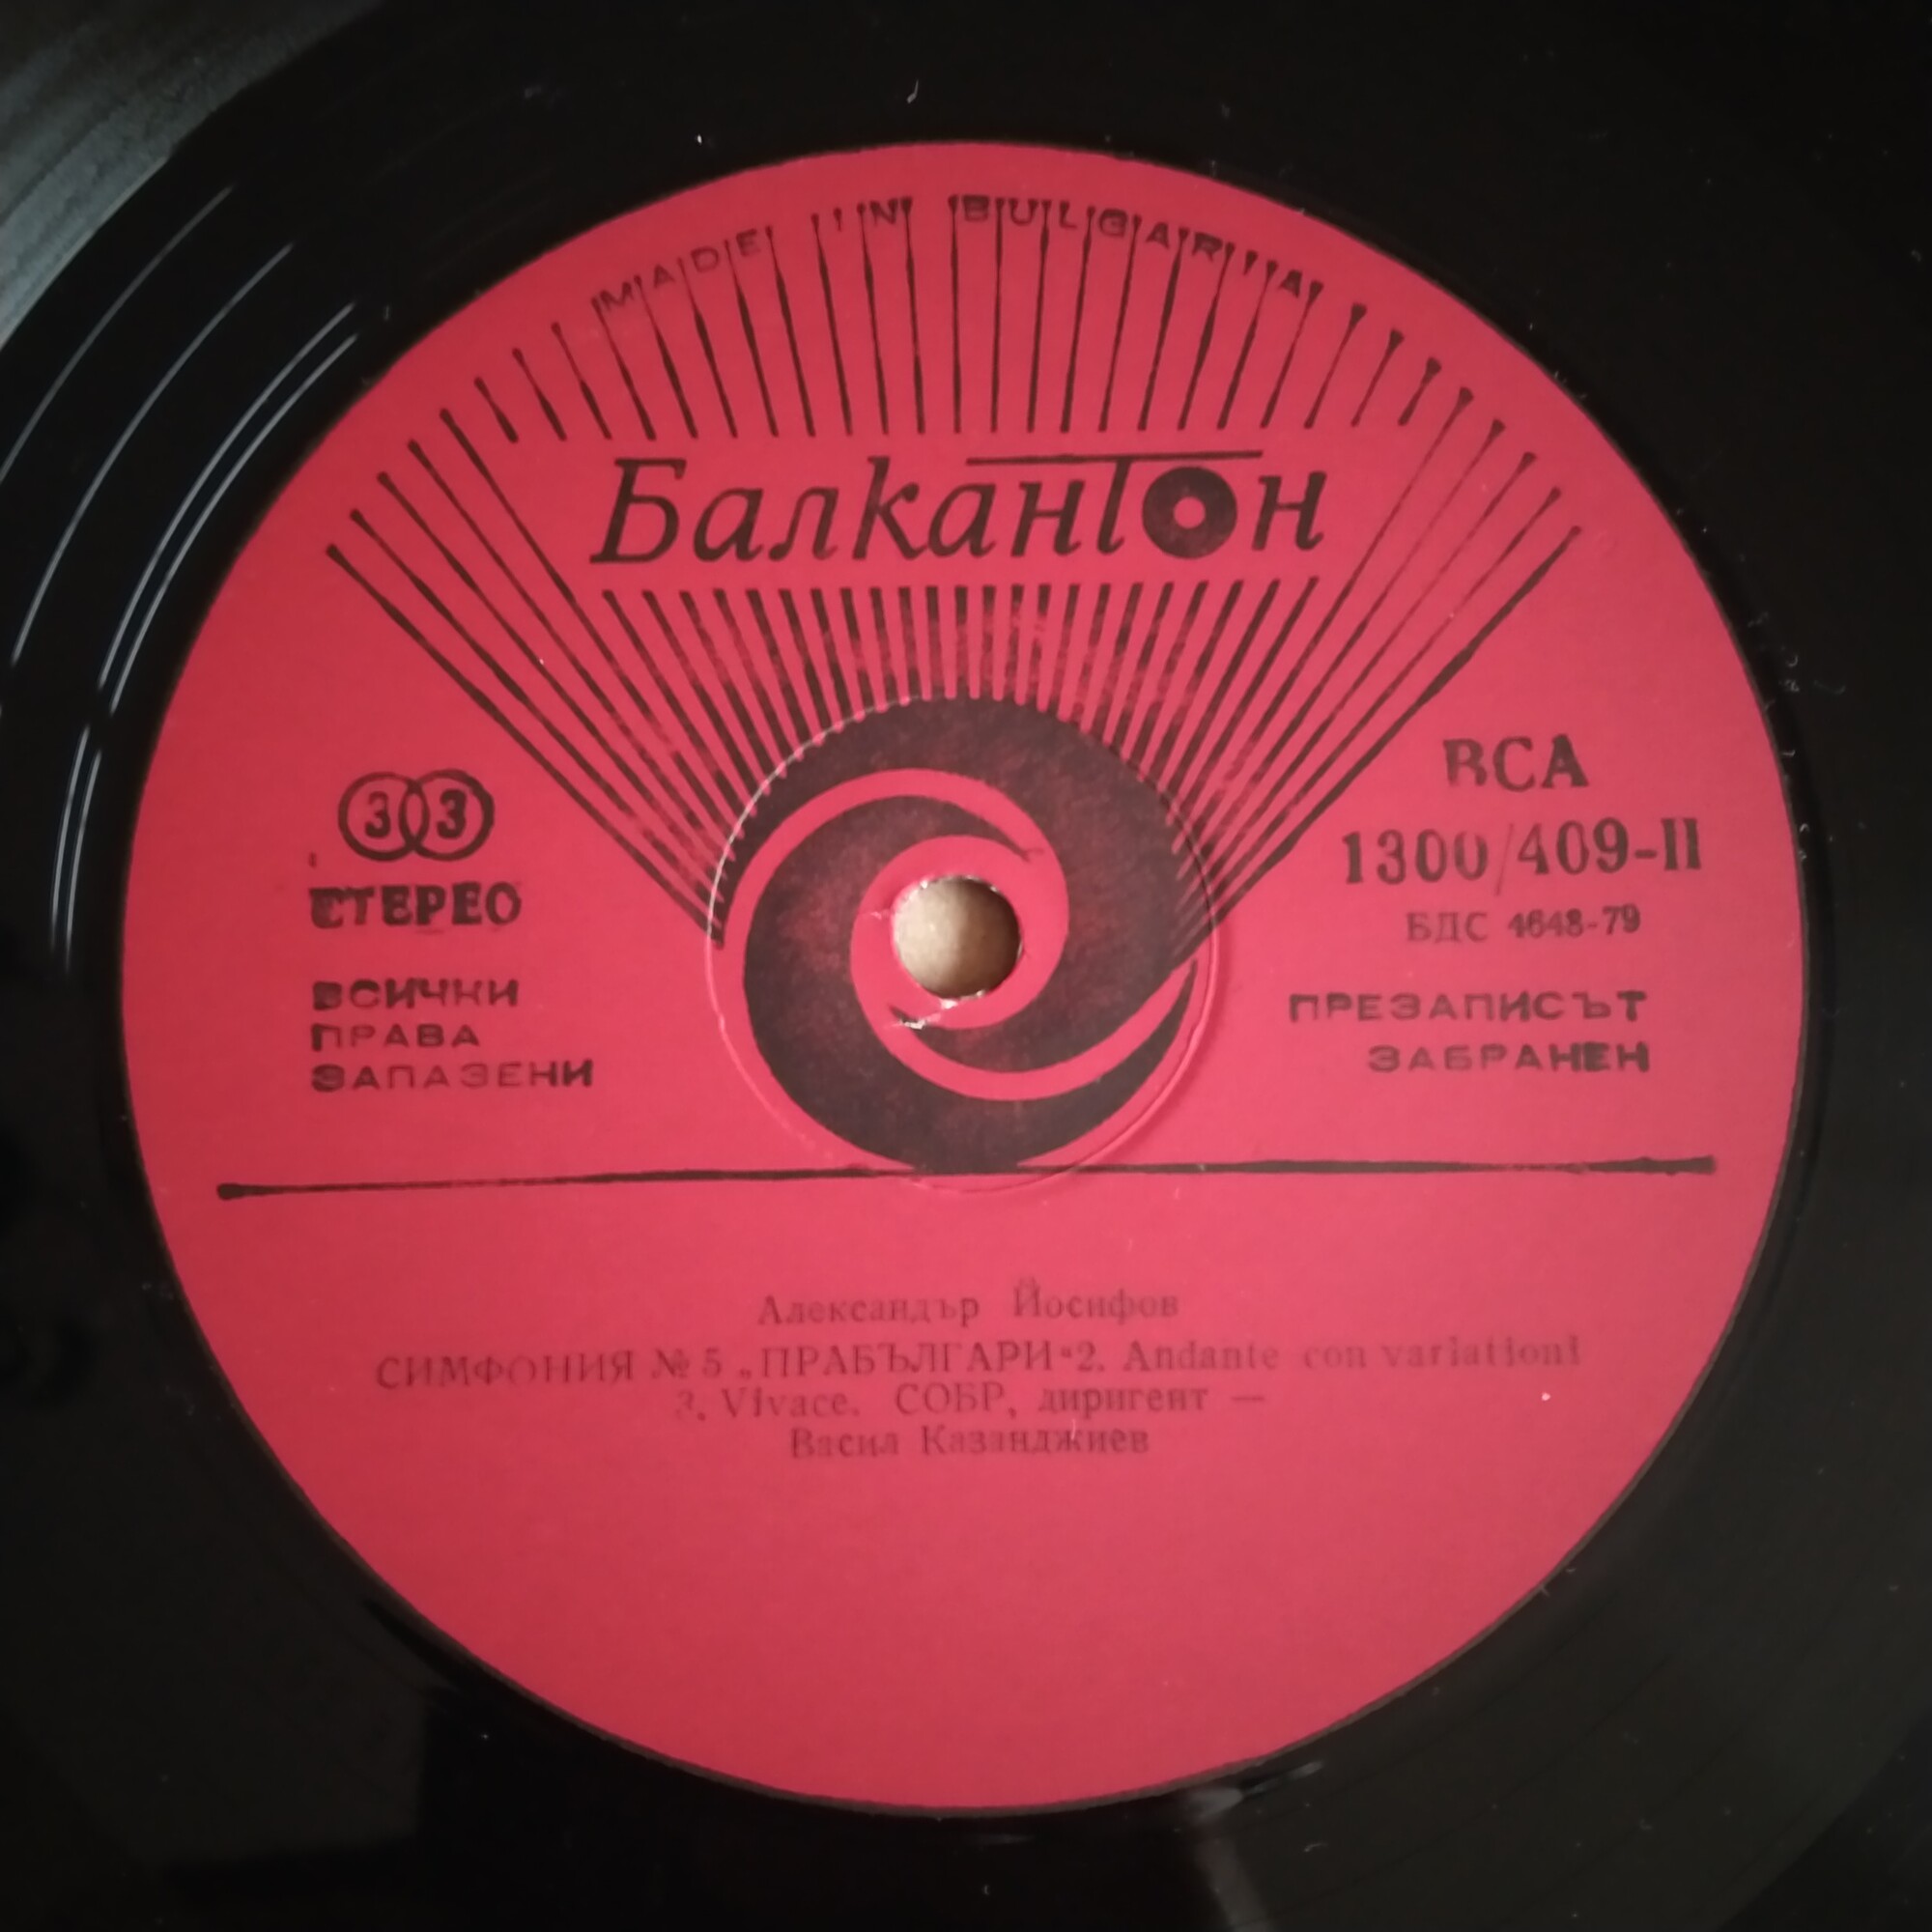 MADE IN BULGARIA
Балкантон
33
СТЕРЕО
ВСИЧКИ
ПРАВА
ЗАПАЗЕНИ
ВСА
1300/409-II
БДС 4648-79
ПРЕЗАПИСЪТ
ЗАБРАНЕН
Александър Йосифов
СИМФОНИЯ № 5 „ПРАБЪЛГАРИ“ 2. Andante con variationi
3. Vivace. СОБР, диригент —
Васил Казанджиев